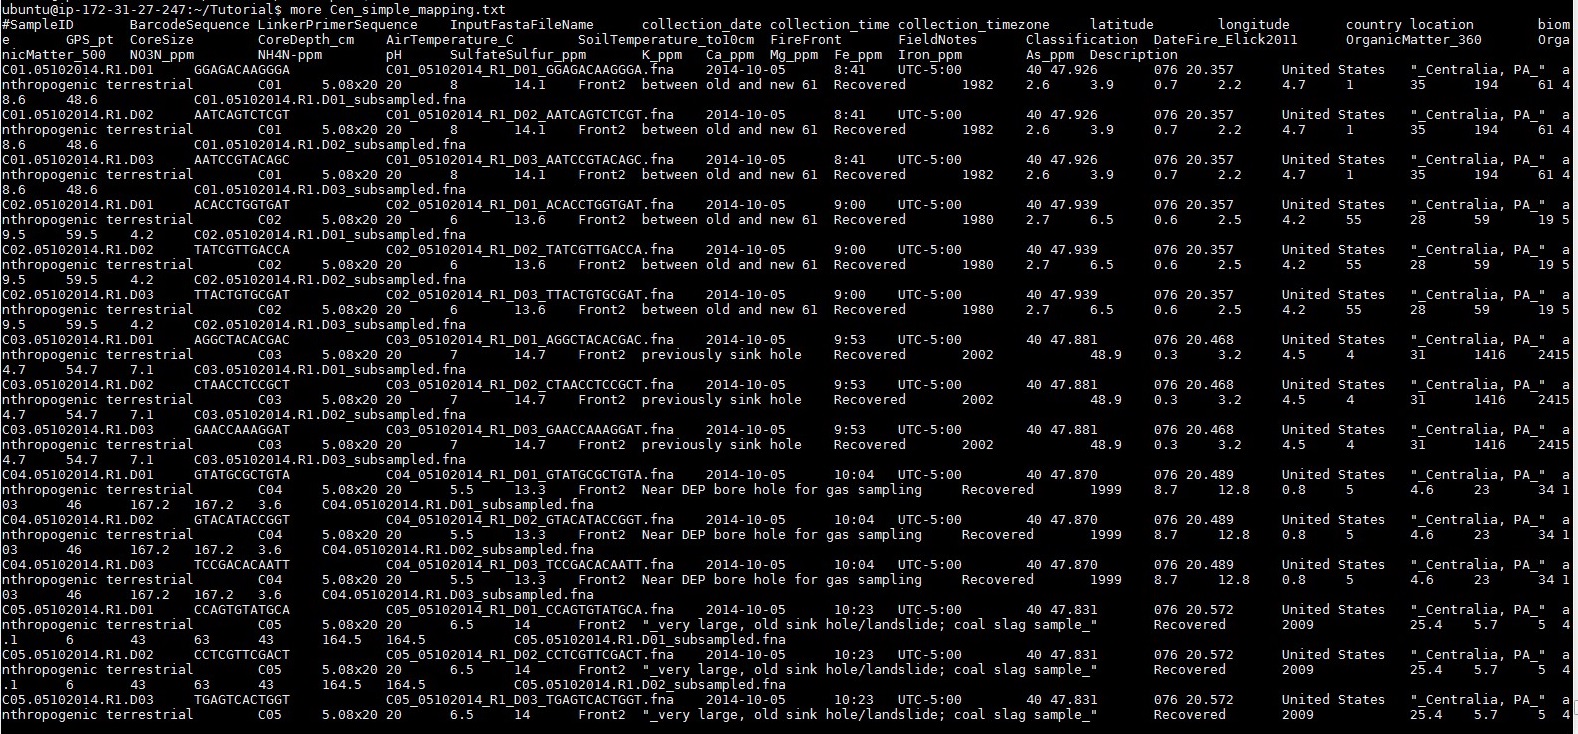 ubuntu@ip-172-31-27-247:~/Tutorial$ more Cen_simple_mapping.txt
#SampleID BarcodeSequence LinkerPrimerSequence InputFastaFileName collection_date collection_time collection_timezone latitude longitude country location biom
e GPS_pt CoreSize CoreDepth_cm AirTemperature_C SoilTemperature_to10cm FireFront FieldNotes Classification DateFire_Elick2011 OrganicMatter_360 Orga
nicMatter_500 NO3N_ppm NH4N-ppm pH SulfateSulfur_ppm K_ppm Ca_ppm Mg_ppm Fe_ppm Iron_ppm As_ppm Description
C01.05102014.R1.D01 GGAGACAAGGGA C01_05102014_R1_D01_GGAGACAAGGGA.fna 2014-10-05 8:41 UTC-5:00 40 47.926 076 20.357 United States "_Centralia, PA_" a
nthropogenic terrestrial C01 5.08x20 20 8 14.1 Front2 between old and new 61 Recovered 1982 2.6 3.9 0.7 2.2 4.7 1 35 194 61 4
8.6 48.6 C01.05102014.R1.D01_subsampled.fna
C01.05102014.R1.D02 AATCAGTCTCGT C01_05102014_R1_D02_AATCAGTCTCGT.fna 2014-10-05 8:41 UTC-5:00 40 47.926 076 20.357 United States "_Centralia, PA_" a
nthropogenic terrestrial C01 5.08x20 20 8 14.1 Front2 between old and new 61 Recovered 1982 2.6 3.9 0.7 2.2 4.7 1 35 194 61 4
8.6 48.6 C01.05102014.R1.D02_subsampled.fna
C01.05102014.R1.D03 AATCCGTACAGC C01_05102014_R1_D03_AATCCGTACAGC.fna 2014-10-05 8:41 UTC-5:00 40 47.926 076 20.357 United States "_Centralia, PA_" a
nthropogenic terrestrial C01 5.08x20 20 8 14.1 Front2 between old and new 61 Recovered 1982 2.6 3.9 0.7 2.2 4.7 1 35 194 61 4
8.6 48.6 C01.05102014.R1.D03_subsampled.fna
C02.05102014.R1.D01 ACACCTGGTGAT C02_05102014_R1_D01_ACACCTGGTGAT.fna 2014-10-05 9:00 UTC-5:00 40 47.939 076 20.357 United States "_Centralia, PA_" a
nthropogenic terrestrial C02 5.08x20 20 6 13.6 Front2 between old and new 61 Recovered 1980 2.7 6.5 0.6 2.5 4.2 55 28 59 19 5
9.5 59.5 4.2 C02.05102014.R1.D01_subsampled.fna
C02.05102014.R1.D02 TATCGTTGACCA C02_05102014_R1_D02_TATCGTTGACCA.fna 2014-10-05 9:00 UTC-5:00 40 47.939 076 20.357 United States "_Centralia, PA_" a
nthropogenic terrestrial C02 5.08x20 20 6 13.6 Front2 between old and new 61 Recovered 1980 2.7 6.5 0.6 2.5 4.2 55 28 59 19 5
9.5 59.5 4.2 C02.05102014.R1.D02_subsampled.fna
C02.05102014.R1.D03 TTACTGTGCGAT C02_05102014_R1_D03_TTACTGTGCGAT.fna 2014-10-05 9:00 UTC-5:00 40 47.939 076 20.357 United States "_Centralia, PA_" a
nthropogenic terrestrial C02 5.08x20 20 6 13.6 Front2 between old and new 61 Recovered 1980 2.7 6.5 0.6 2.5 4.2 55 28 59 19 5
9.5 59.5 4.2 C02.05102014.R1.D03_subsampled.fna
C03.05102014.R1.D01 AGGCTACACGAC C03_05102014_R1_D01_AGGCTACACGAC.fna 2014-10-05 9:53 UTC-5:00 40 47.881 076 20.468 United States "_Centralia, PA_" a
nthropogenic terrestrial C03 5.08x20 20 7 14.7 Front2 previously sink hole Recovered 2002 48.9 0.3 3.2 4.5 4 31 1416 2415
4.7 54.7 7.1 C03.05102014.R1.D01_subsampled.fna
C03.05102014.R1.D02 CTAACCTCCGCT C03_05102014_R1_D02_CTAACCTCCGCT.fna 2014-10-05 9:53 UTC-5:00 40 47.881 076 20.468 United States "_Centralia, PA_" a
nthropogenic terrestrial C03 5.08x20 20 7 14.7 Front2 previously sink hole Recovered 2002 48.9 0.3 3.2 4.5 4 31 1416 2415
4.7 54.7 7.1 C03.05102014.R1.D02_subsampled.fna
C03.05102014.R1.D03 GAACCAAAGGAT C03_05102014_R1_D03_GAACCAAAGGAT.fna 2014-10-05 9:53 UTC-5:00 40 47.881 076 20.468 United States "_Centralia, PA_" a
nthropogenic terrestrial C03 5.08x20 20 7 14.7 Front2 previously sink hole Recovered 2002 48.9 0.3 3.2 4.5 4 31 1416 2415
4.7 54.7 7.1 C03.05102014.R1.D03_subsampled.fna
C04.05102014.R1.D01 GTATGCGCTGTA C04_05102014_R1_D01_GTATGCGCTGTA.fna 2014-10-05 10:04 UTC-5:00 40 47.870 076 20.489 United States "_Centralia, PA_" a
nthropogenic terrestrial C04 5.08x20 20 5.5 13.3 Front2 Near DEP bore hole for gas sampling Recovered 1999 8.7 12.8 0.8 5 4.6 23 34 1
03 46 167.2 167.2 3.6 C04.05102014.R1.D01_subsampled.fna
C04.05102014.R1.D02 GTACATACCGGT C04_05102014_R1_D02_GTACATACCGGT.fna 2014-10-05 10:04 UTC-5:00 40 47.870 076 20.489 United States "_Centralia, PA_" a
nthropogenic terrestrial C04 5.08x20 20 5.5 13.3 Front2 Near DEP bore hole for gas sampling Recovered 1999 8.7 12.8 0.8 5 4.6 23 34 1
03 46 167.2 167.2 3.6 C04.05102014.R1.D02_subsampled.fna
C04.05102014.R1.D03 TCCGACACAATT C04_05102014_R1_D03_TCCGACACAATT.fna 2014-10-05 10:04 UTC-5:00 40 47.870 076 20.489 United States "_Centralia, PA_" a
nthropogenic terrestrial C04 5.08x20 20 5.5 13.3 Front2 Near DEP bore hole for gas sampling Recovered 1999 8.7 12.8 0.8 5 4.6 23 34 1
03 46 167.2 167.2 3.6 C04.05102014.R1.D03_subsampled.fna
C05.05102014.R1.D01 CCAGTGTATGCA C05_05102014_R1_D01_CCAGTGTATGCA.fna 2014-10-05 10:23 UTC-5:00 40 47.831 076 20.572 United States "_Centralia, PA_" a
nthropogenic terrestrial C05 5.08x20 20 6.5 14 Front2 "_very large, old sink hole/landslide; coal slag sample_" Recovered 2009 25.4 5.7 5 4
.1 6 43 63 43 164.5 164.5 C05.05102014.R1.D01_subsampled.fna
C05.05102014.R1.D02 CCTCGTTCGACT C05_05102014_R1_D02_CCTCGTTCGACT.fna 2014-10-05 10:23 UTC-5:00 40 47.831 076 20.572 United States "_Centralia, PA_" a
nthropogenic terrestrial C05 5.08x20 20 6.5 14 Front2 "_very large, old sink hole/landslide; coal slag sample_" Recovered 2009 25.4 5.7 5 4
.1 6 43 63 43 164.5 164.5 C05.05102014.R1.D02_subsampled.fna
C05.05102014.R1.D03 TGAGTCACTGGT C05_05102014_R1_D03_TGAGTCACTGGT.fna 2014-10-05 10:23 UTC-5:00 40 47.831 076 20.572 United States "_Centralia, PA_" a
nthropogenic terrestrial C05 5.08x20 20 6.5 14 Front2 "_very large, old sink hole/landslide; coal slag sample_" Recovered 2009 25.4 5.7 5 4